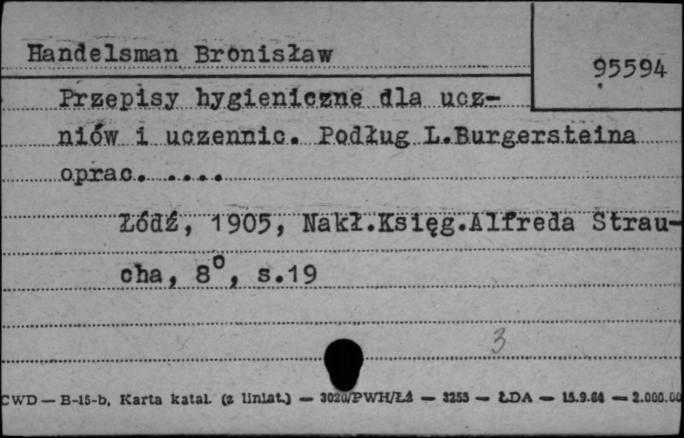 Handelsman Bronisław
95594
Przepisy hygieniczne dla ucz-
niów i uczennic. Podług L.Burgersteina
oprac. ....
Łódź, 1905, Nakł.Księg.Alfreda Strau-
cha, 8°, s.19
3
CWD — B-15-b, Karta katal. (z liniat.) — 3020/PWH/Łź — 3255 — ŁDA — 15.9.64 — 2.000.00